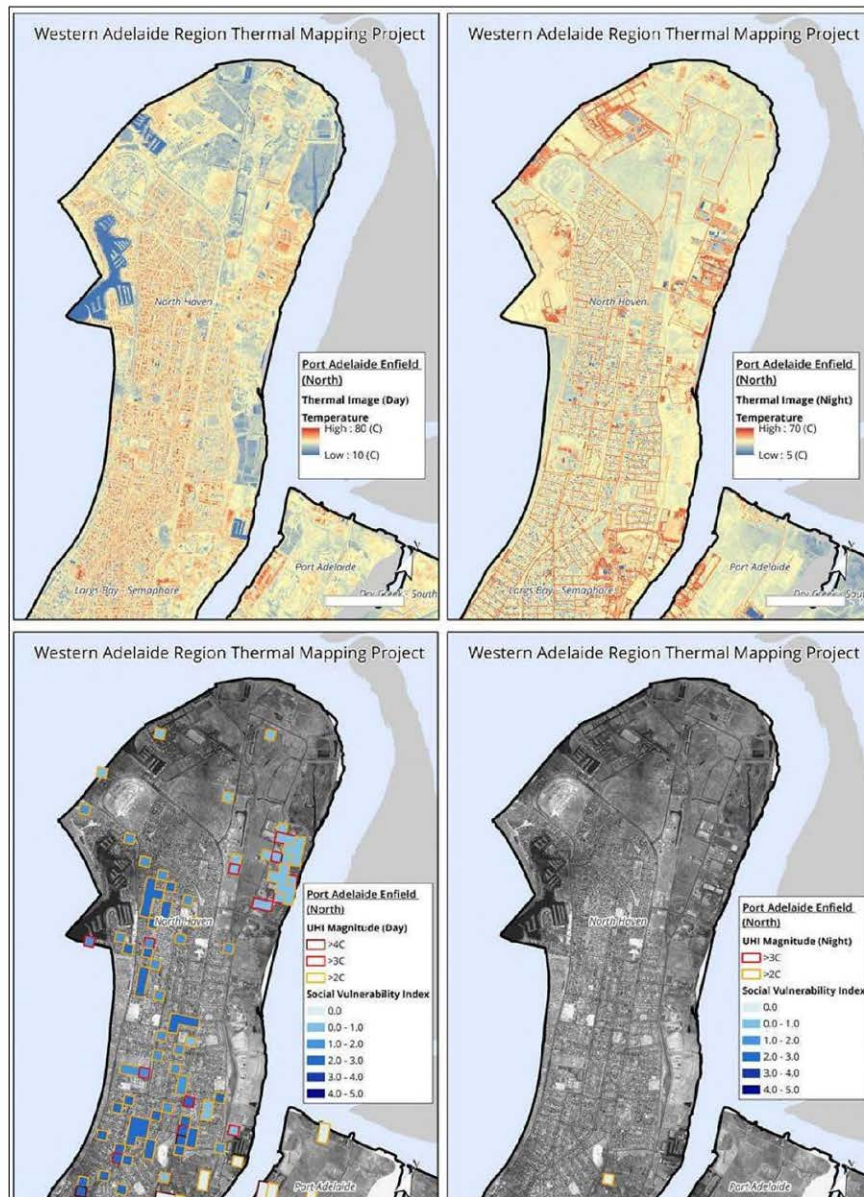 Western Adelaide Region Thermal Mapping Project
North Haven
Port Adelaide Enfield
(North)
Thermal Image (Day)
Temperature
High : 80 (C)
Low : 10 (C)
Port Adelaide
Largs Bay - Semaphore
Dry Creek - South
Western Adelaide Region Thermal Mapping Project
North Haven
Port Adelaide Enfield
(North)
Thermal Image (Night)
Temperature
High : 70 (C)
Low : 5 (C)
Port Adelaide
Largs Bay - Semaphore
Dry Creek - South
Western Adelaide Region Thermal Mapping Project
North Haven
Port Adelaide Enfield
(North)
UHI Magnitude (Day)
>4C
>3C
>2C
Social Vulnerability Index
0.0
0.0 - 1.0
1.0 - 2.0
2.0 - 3.0
3.0 - 4.0
4.0 - 5.0
Port Adelaide
Western Adelaide Region Thermal Mapping Project
North Haven
Port Adelaide Enfield
(North)
UHI Magnitude (Night)
>3C
>2C
Social Vulnerability Index
0.0
0.0 - 1.0
1.0 - 2.0
2.0 - 3.0
3.0 - 4.0
4.0 - 5.0
Port Adelaide